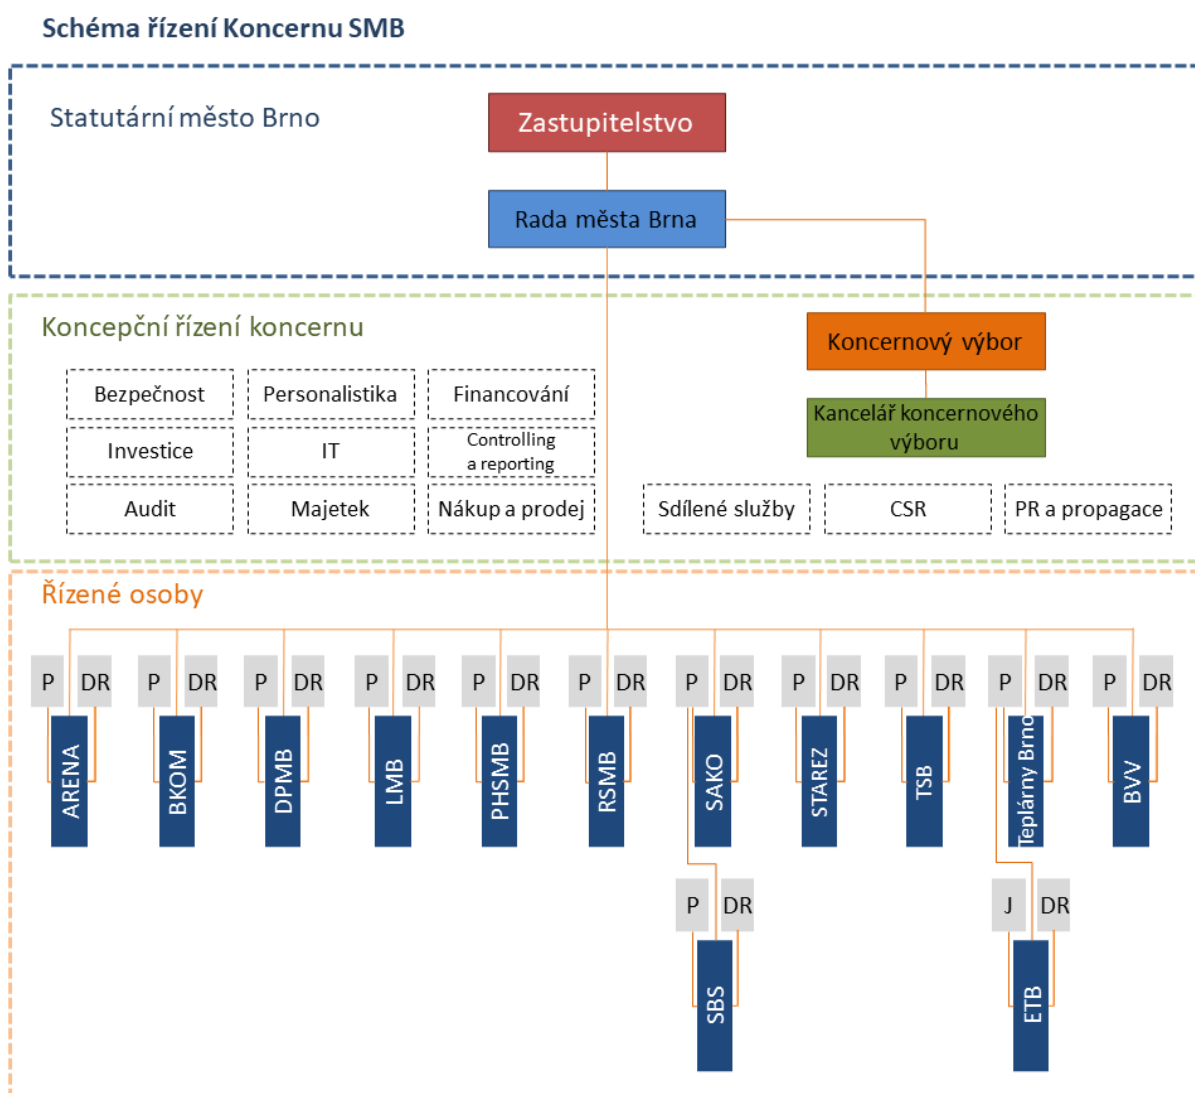 Schéma řízení Koncernu SMB
Statutární město Brno
Zastupitelstvo
Rada města Brna
Koncepční řízení koncernu
Koncernový výbor
Kancelář koncernového
výboru
Bezpečnost
Personalistika
Financování
Investice
IT
Controlling
a reporting
Audit
Majetek
Nákup a prodej
Sdílené služby
CSR
PR a propagace
Řízené osoby
P
DR
P
DR
P
DR
P
DR
P
DR
P
DR
P
DR
P
DR
P
DR
P
DR
P
DR
ARENA
BKOM
DPMB
LMB
PHSMB
RSMB
SAKO
STAREZ
TSB
Teplárny Brno
BVV
P
DR
J
DR
SBS
ETB